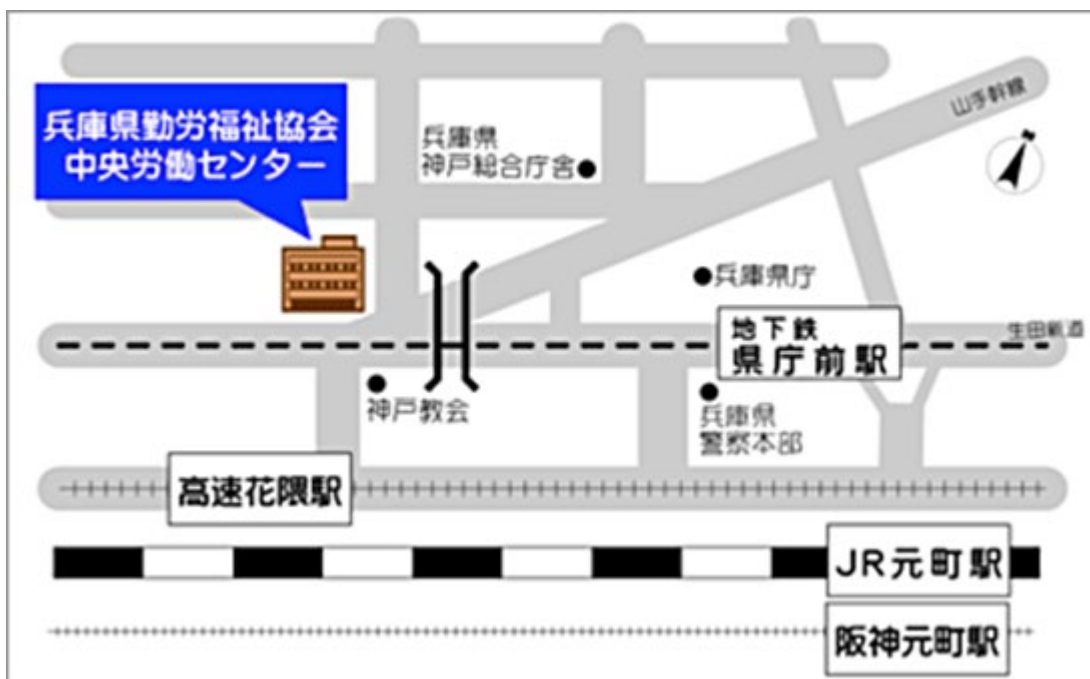 山手幹線
兵庫県勤労福祉協会
中央労働センター
兵庫県
神戸総合庁舎
兵庫県庁
地下鉄
県庁前駅
生田新道
神戸教会
兵庫県
警察本部
高速花隈駅
JR元町駅
阪神元町駅